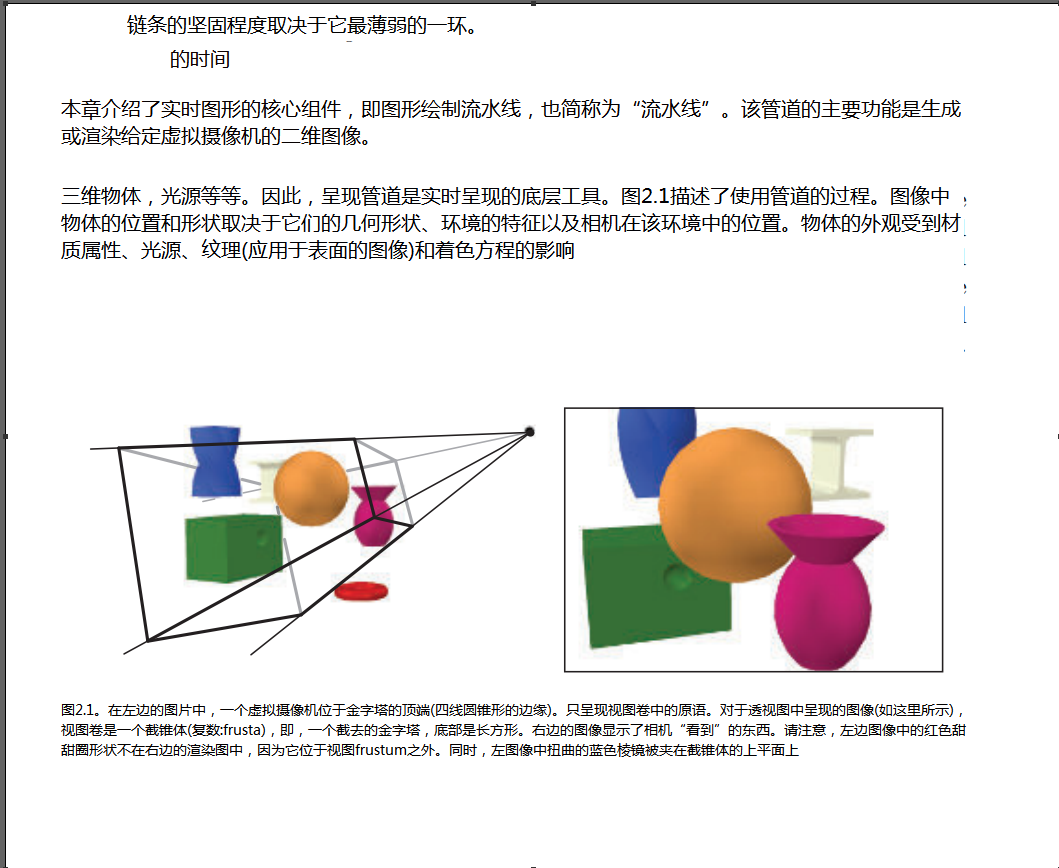 链条的坚固程度取决于它最薄弱的一环。
的时间
本章介绍了实时图形的核心组件，即图形绘制流水线，也简称为“流水线”。该管道的主要功能是生成
或渲染给定虚拟摄像机的二维图像。
三维物体，光源等等。因此，呈现管道是实时呈现的底层工具。图2.1描述了使用管道的过程。图像中
物体的位置和形状取决于它们的几何形状、环境的特征以及相机在该环境中的位置。物体的外观受到材
质属性、光源、纹理(应用于表面的图像)和着色方程的影响
图2.1。在左边的图片中，一个虚拟摄像机位于金字塔的顶端(四线圆锥形的边缘)。只呈现视图卷中的原语。对于透视图中呈现的图像(如这里所示)，
视图卷是一个截锥体(复数:frusta)，即，一个截去的金字塔，底部是长方形。右边的图像显示了相机“看到”的东西。请注意，左边图像中的红色甜
甜圈形状不在右边的渲染图中，因为它位于视图frustum之外。同时，左图像中扭曲的蓝色棱镜被夹在截锥体的上平面上